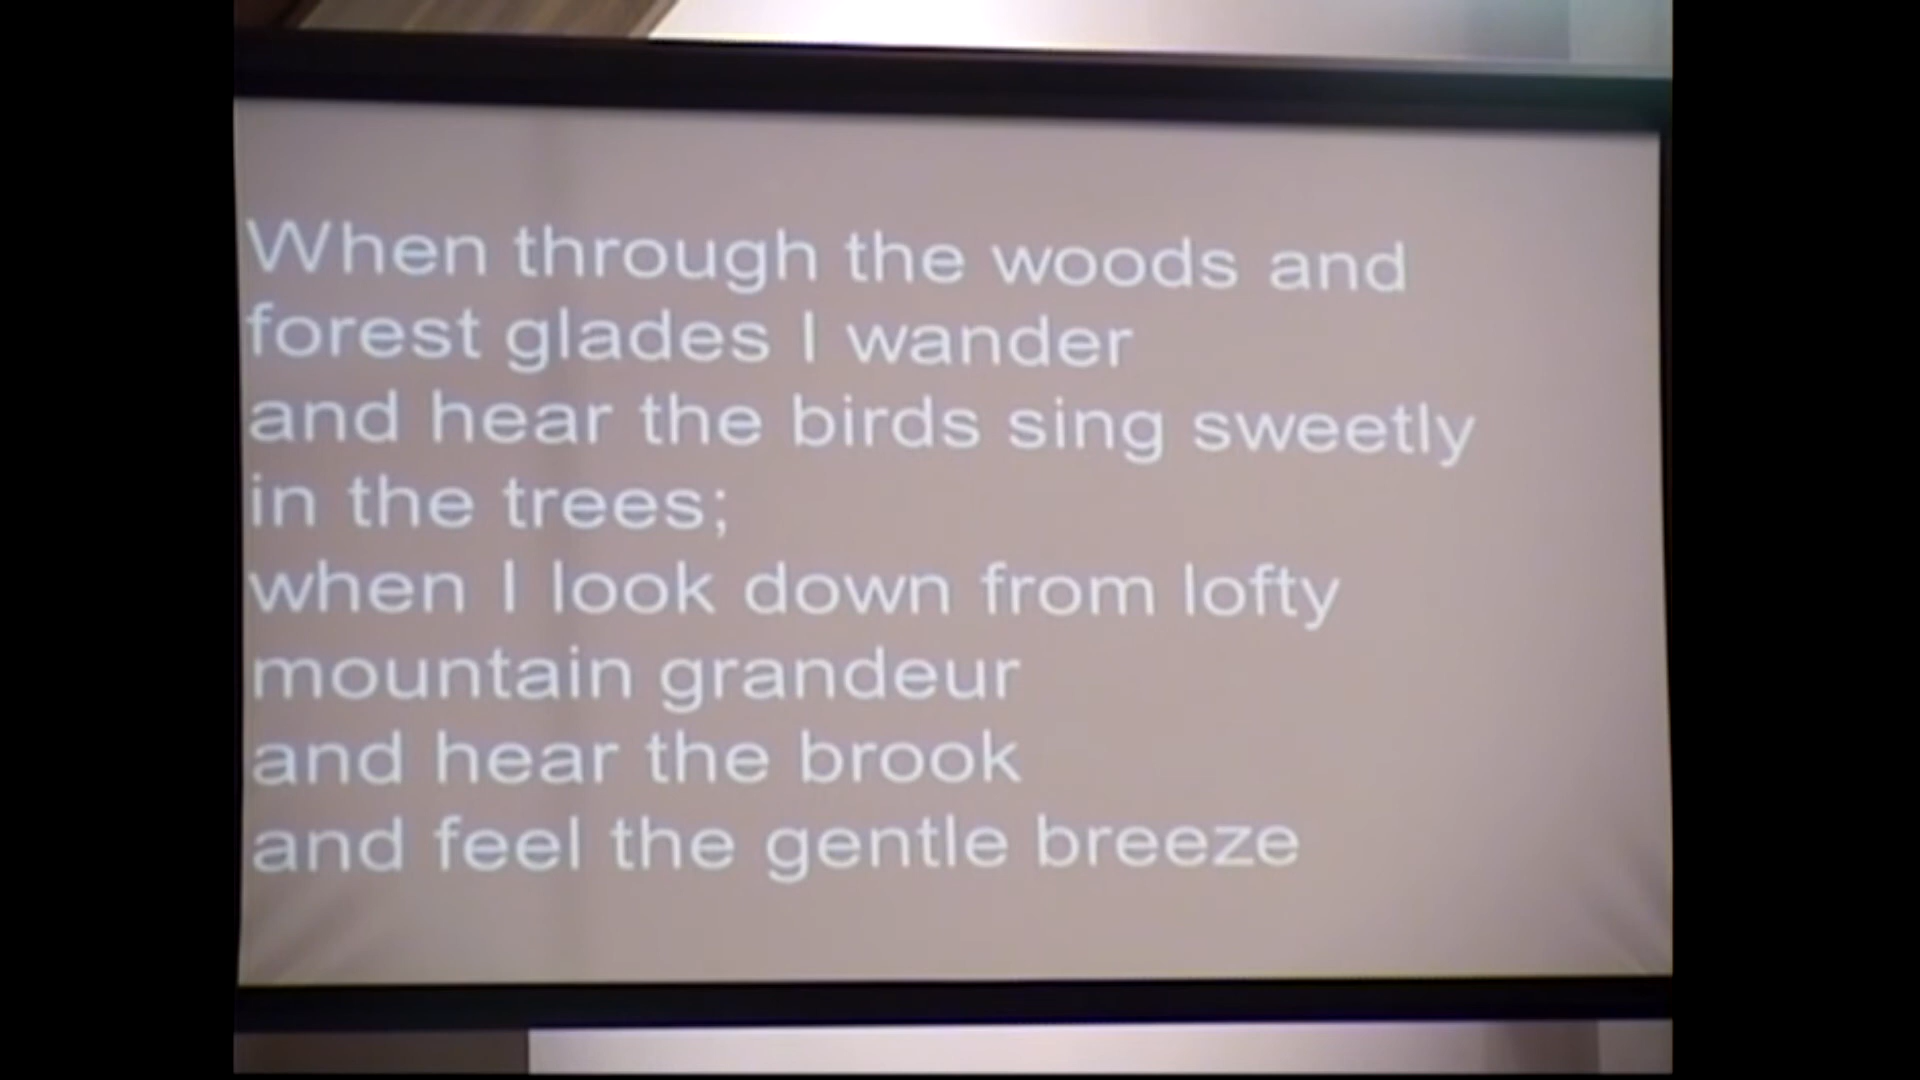 When through the woods and
forest glades I wander
and hear the birds sing sweetly
in the trees;
when I look down from lofty
mountain grandeur
and hear the brook
and feel the gentle breeze